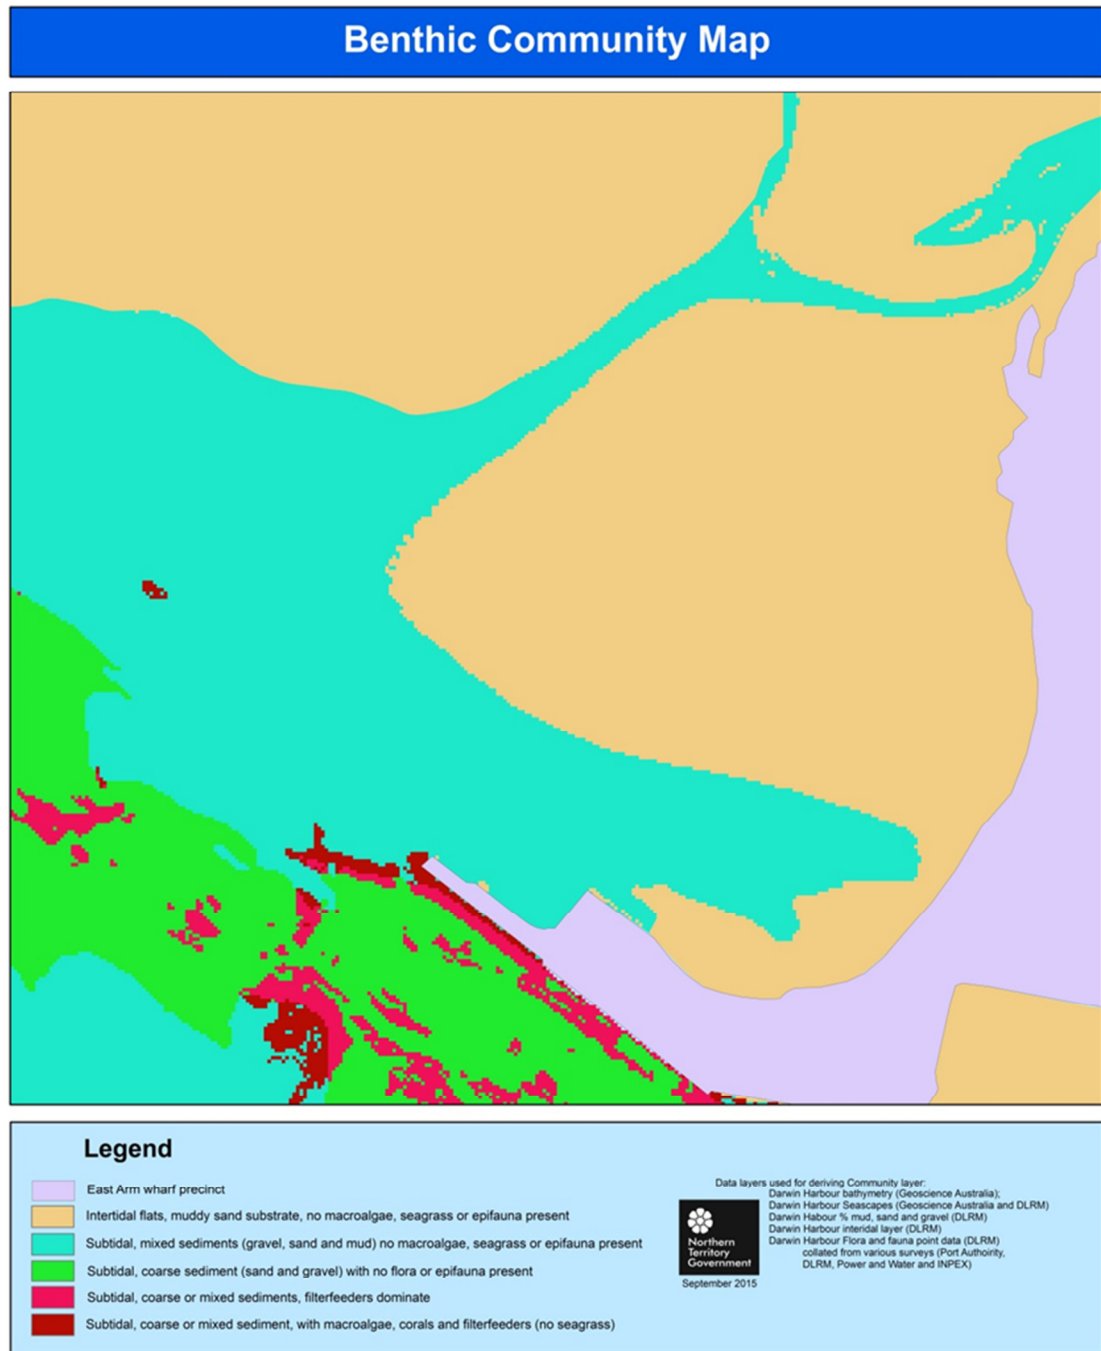 Benthic Community Map
Legend
East Arm wharf precinct
Intertidal flats, muddy sand substrate, no macroalgae, seagrass or epifauna present
Subtidal, mixed sediments (gravel, sand and mud) no macroalgae, seagrass or epifauna present
Subtidal, coarse sediment (sand and gravel) with no flora or epifauna present
Subtidal, coarse or mixed sediments, filterfeeders dominate
Subtidal, coarse or mixed sediment, with macroalgae, corals and filterfeeders (no seagrass)
Northern
Territory
Government
September 2015
Data layers used for deriving Community layer:
Darwin Harbour bathymetry (Geoscience Australia);
Darwin Harbour Seascapes (Geoscience Australia and DLRM)
Darwin Habour % mud, sand and gravel (DLRM)
Darwin Harbour interidal layer (DLRM)
Darwin Harbour Flora and fauna point data (DLRM)
collated from various surveys (Port Authoirity,
DLRM, Power and Water and INPEX)